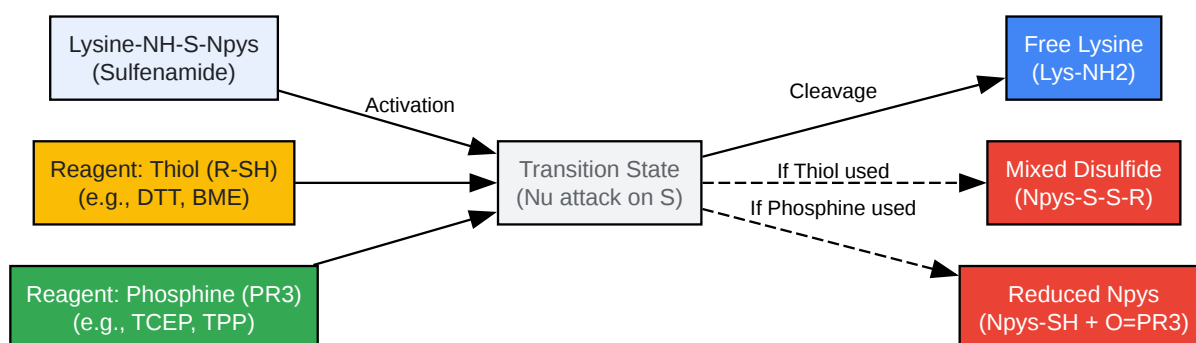 Lysine-NH-S-Npys
(Sulfenamide)
Activation
Reagent: Thiol (R-SH)
(e.g., DTT, BME)
Reagent: Phosphine (PR3)
(e.g., TCEP, TPP)
Transition State
(Nu attack on S)
Cleavage
If Thiol used
If Phosphine used
Free Lysine
(Lys-NH2)
Mixed Disulfide
(Npys-S-S-R)
Reduced Npys
(Npys-SH + O=PR3)